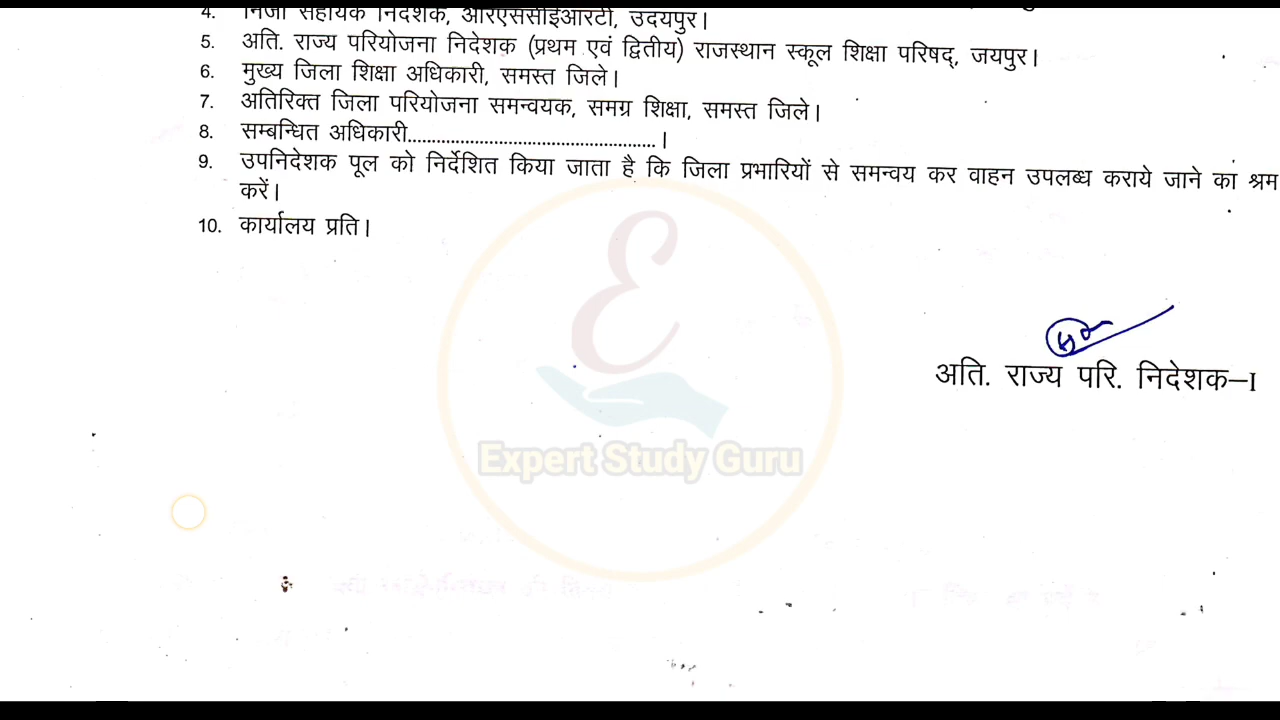 4. निजी सहायक निदेशक, आरएससीईआरटी, उदयपुर।
5. अति. राज्य परियोजना निदेशक (प्रथम एवं द्वितीय) राजस्थान स्कूल शिक्षा परिषद्, जयपुर।
6. मुख्य जिला शिक्षा अधिकारी, समस्त जिले।
7. अतिरिक्त जिला परियोजना समन्वयक, समग्र शिक्षा, समस्त जिले।
8. सम्बन्धित अधिकारी................................................।
9. उपनिदेशक पूल को निर्देशित किया जाता है कि जिला प्रभारियों से समन्वय कर वाहन उपलब्ध कराये जाने का श्रम
करें।
10. कार्यालय प्रति।
अति. राज्य परि. निदेशक–I
Expert Study Guru